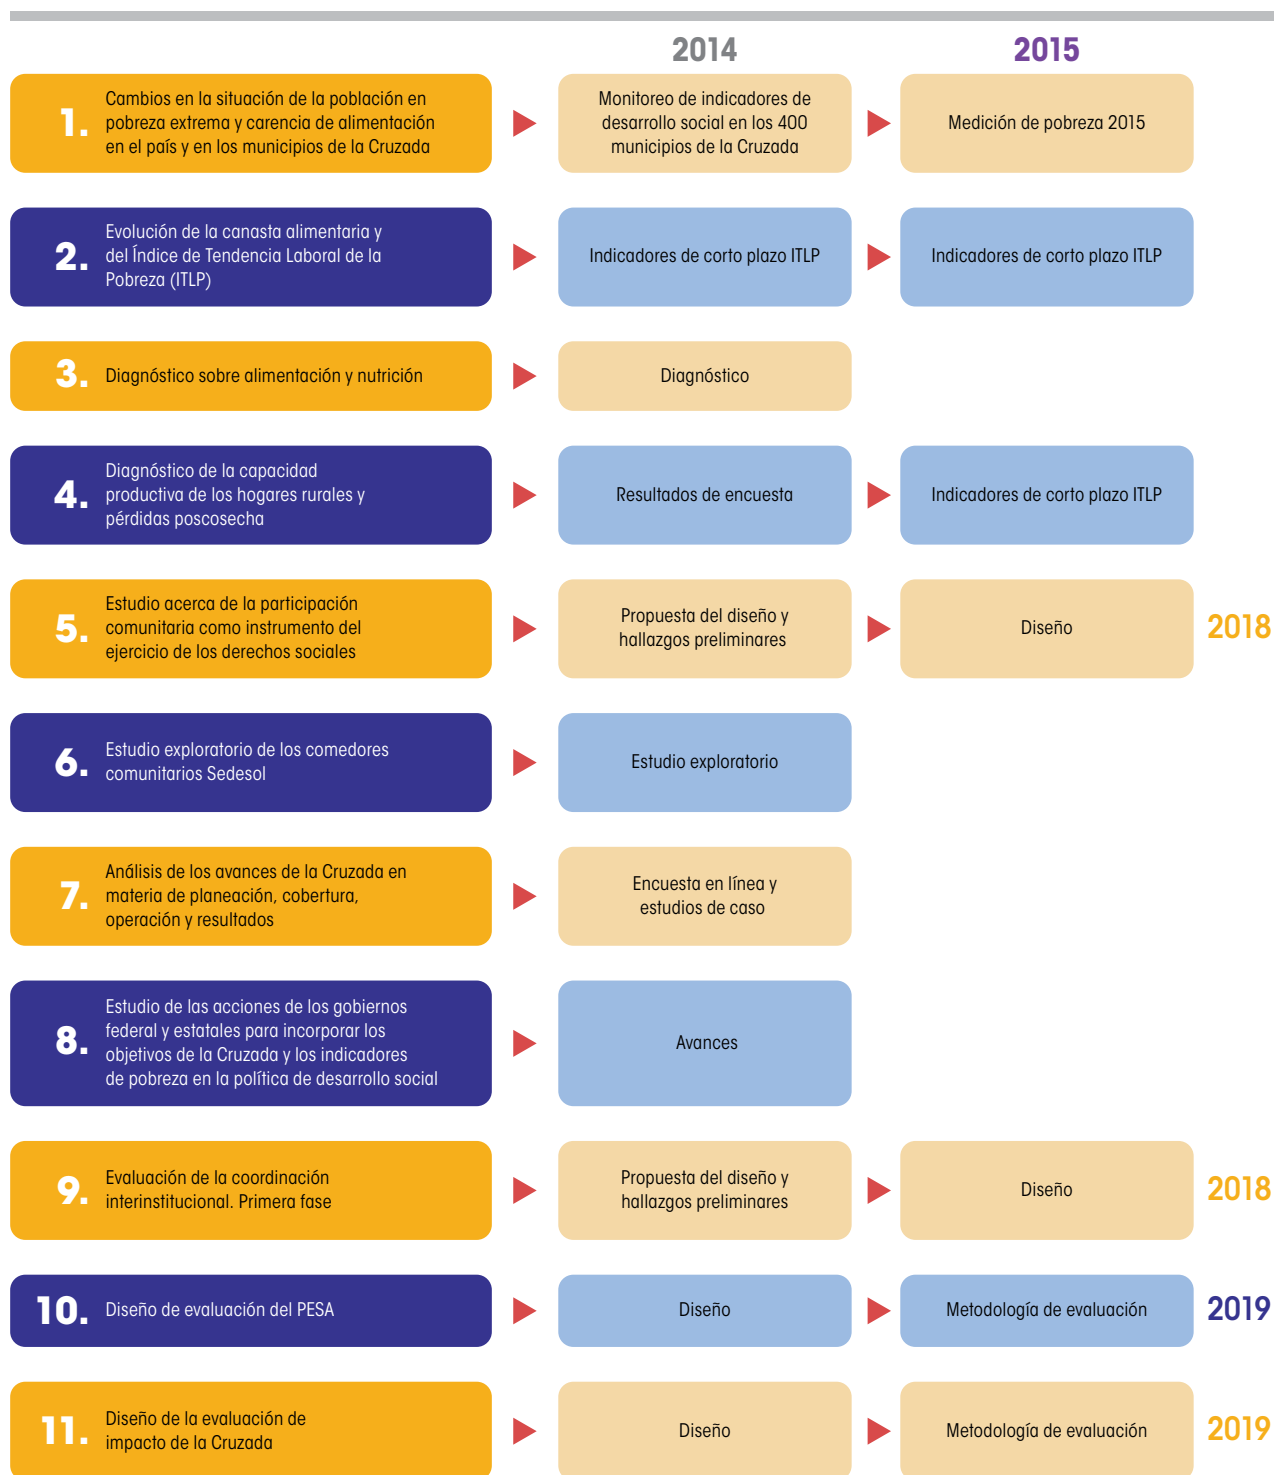 2014
2015
1.
Cambios en la situación de la población en
pobreza extrema y carencia de alimentación
en el país y en los municipios de la Cruzada
Monitoreo de indicadores de
desarrollo social en los 400
municipios de la Cruzada
Medición de pobreza 2015
2.
Evolución de la canasta alimentaria y
del Índice de Tendencia Laboral de la
Pobreza (ITLP)
Indicadores de corto plazo ITLP
Indicadores de corto plazo ITLP
3.
Diagnóstico sobre alimentación y nutrición
Diagnóstico
4.
Diagnóstico de la capacidad
productiva de los hogares rurales y
pérdidas poscosecha
Resultados de encuesta
Indicadores de corto plazo ITLP
5.
Estudio acerca de la participación
comunitaria como instrumento del
ejercicio de los derechos sociales
Propuesta del diseño y
hallazgos preliminares
Diseño
2018
6.
Estudio exploratorio de los comedores
comunitarios Sedesol
Estudio exploratorio
7.
Análisis de los avances de la Cruzada en
materia de planeación, cobertura,
operación y resultados
Encuesta en línea y
estudios de caso
8.
Estudio de las acciones de los gobiernos
federal y estatales para incorporar los
objetivos de la Cruzada y los indicadores
de pobreza en la política de desarrollo social
Avances
9.
Evaluación de la coordinación
interinstitucional. Primera fase
Propuesta del diseño y
hallazgos preliminares
Diseño
2018
10.
Diseño de evaluación del PESA
Diseño
Metodología de evaluación
2019
11.
Diseño de la evaluación de
impacto de la Cruzada
Diseño
Metodología de evaluación
2019